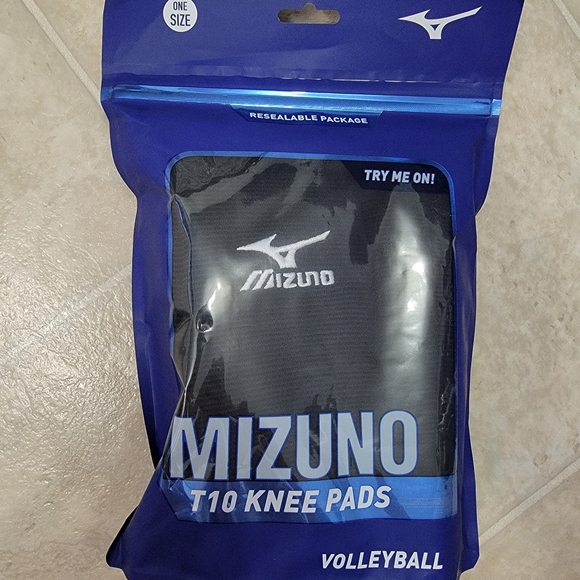 ONE
SIZE
RESEALABLE PACKAGE
TRY ME ON!
MIZUNO
MIZUNO
T10 KNEE PADS
VOLLEYBALL